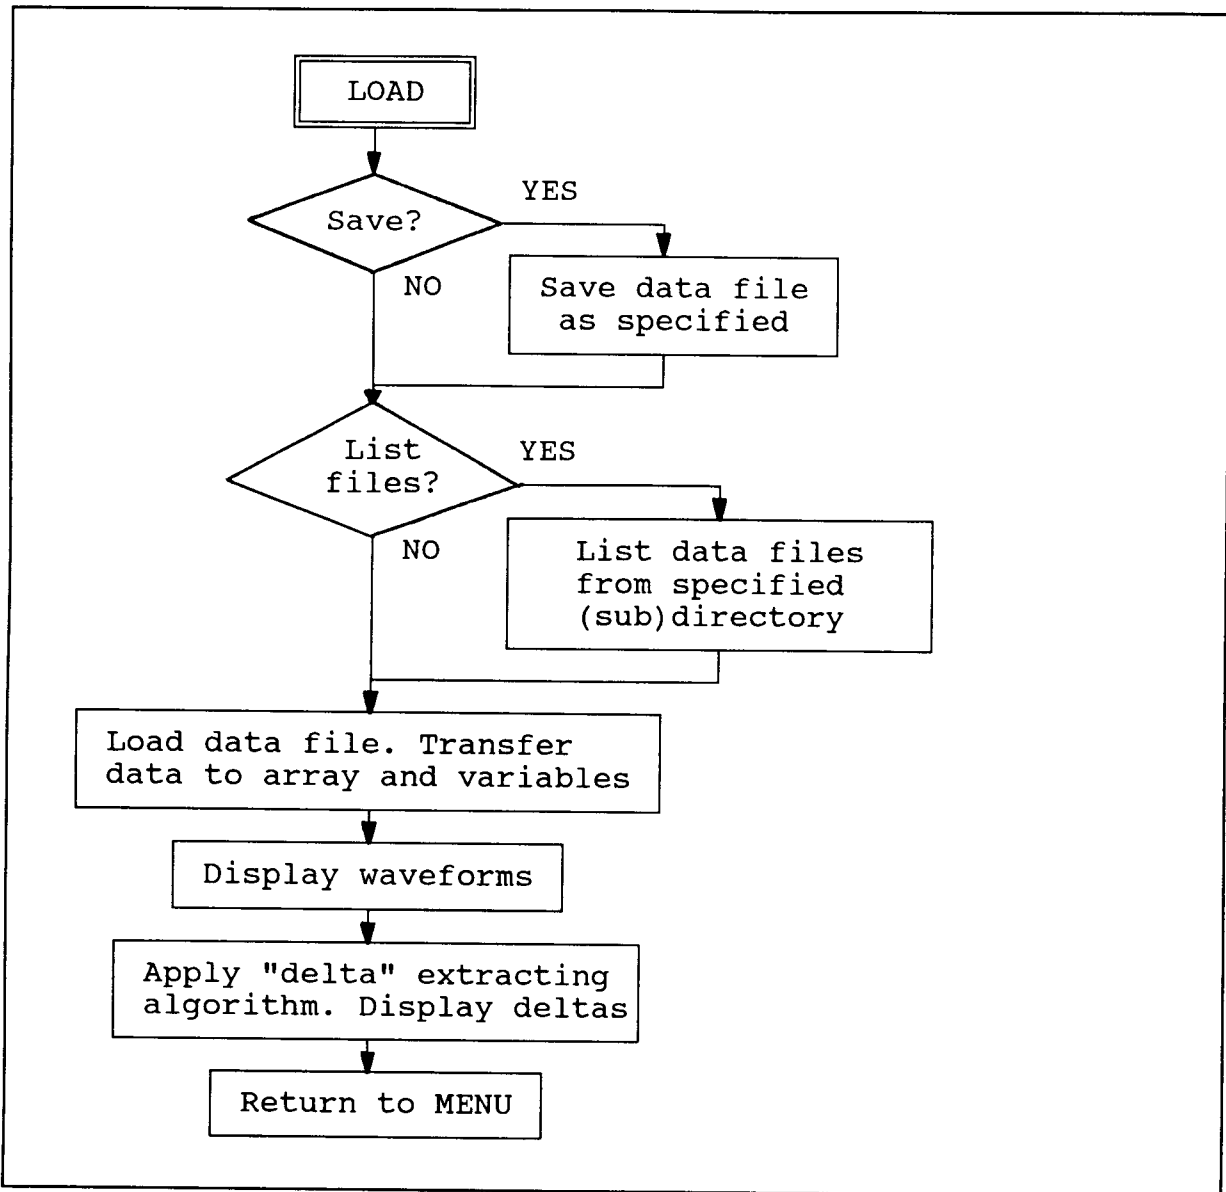 LOAD
Save?
YES
NO
Save data file
as specified
List
files?
YES
NO
List data files
from specified
(sub)directory
Load data file. Transfer
data to array and variables
Display waveforms
Apply "delta" extracting
algorithm. Display deltas
Return to MENU